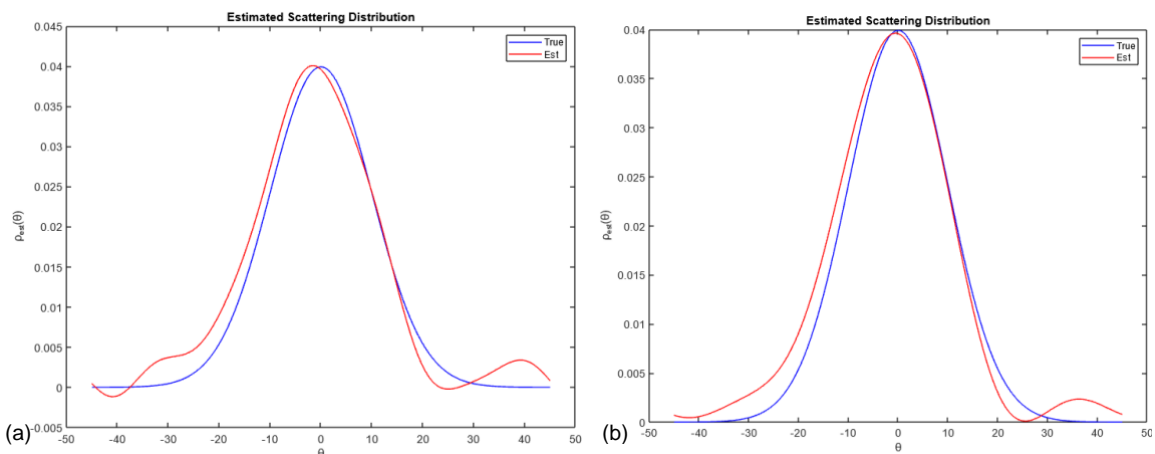 Estimated Scattering Distribution
0.045
0.04
0.035
0.03
0.025
0.02
0.015
0.01
0.005
0
-0.005
ρest(θ)
True
Est
-50 -40 -30 -20 -10 0 10 20 30 40 50
θ
(a)
Estimated Scattering Distribution
0.04
0.035
0.03
0.025
0.02
0.015
0.01
0.005
0
ρest(θ)
True
Est
-50 -40 -30 -20 -10 0 10 20 30 40 50
θ
(b)